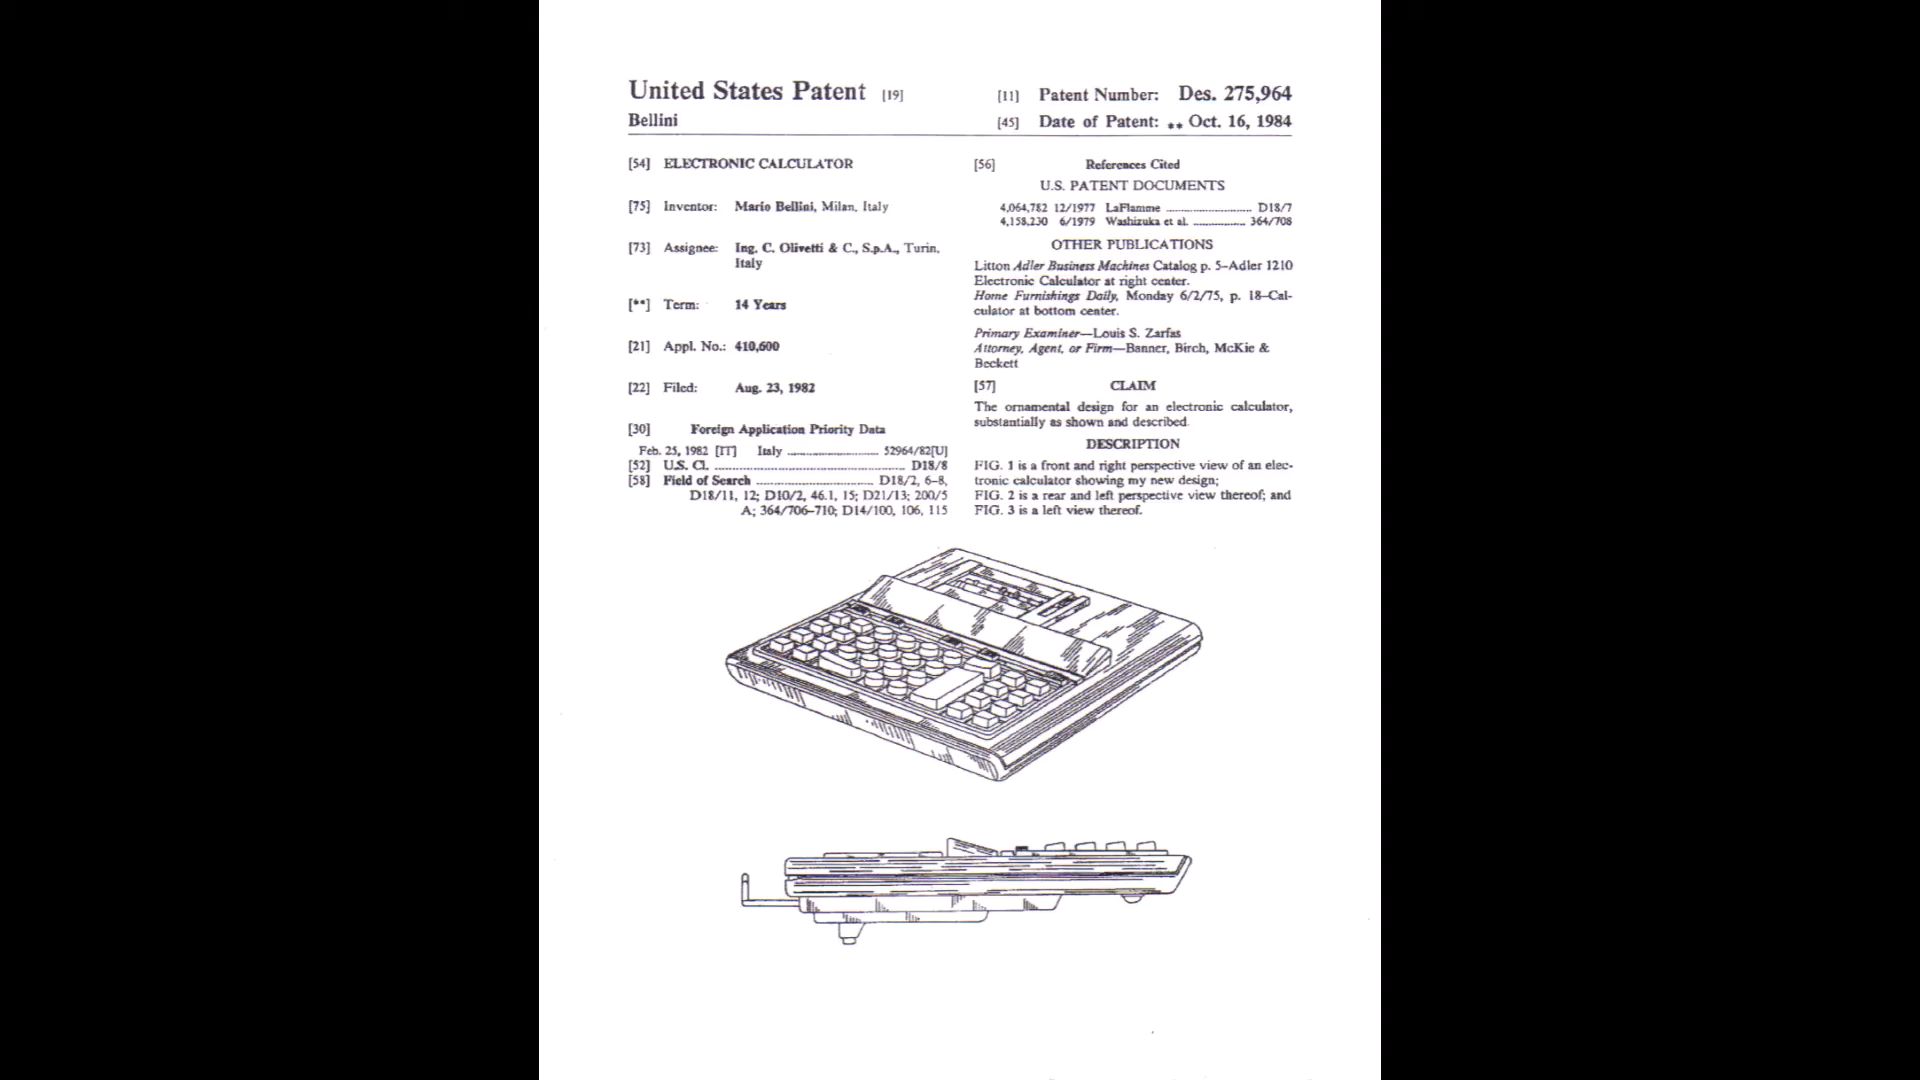 United States Patent [19]
Bellini
[11] Patent Number: Des. 275,964
[45] Date of Patent: ** Oct. 16, 1984
[54] ELECTRONIC CALCULATOR
[75] Inventor: Mario Bellini, Milan, Italy
[73] Assignee: Ing. C. Olivetti & C., S.p.A., Turin,
Italy
[**] Term: 14 Years
[21] Appl. No.: 410,600
[22] Filed: Aug. 23, 1982
[30] Foreign Application Priority Data
Feb. 25, 1982 [IT] Italy ........................ 52964/82[U]
[52] U.S. Cl. .................................................. D18/8
[58] Field of Search .............................. D18/2, 6–8,
D18/11, 12; D10/2, 46.1, 15; D21/13; 200/5
A; 364/706–710; D14/100, 106, 115
[56] References Cited
U.S. PATENT DOCUMENTS
4,064,782 12/1977 LaFlamme ........................ D18/7
4,158,230 6/1979 Washizuka et al. ............... 364/708
OTHER PUBLICATIONS
Litton Adler Business Machines Catalog p. 5–Adler 1210
Electronic Calculator at right center.
Home Furnishings Daily, Monday 6/2/75, p. 18–Cal-
culator at bottom center.
Primary Examiner—Louis S. Zarfas
Attorney, Agent, or Firm—Banner, Birch, McKie &
Beckett
[57] CLAIM
The ornamental design for an electronic calculator,
substantially as shown and described.
DESCRIPTION
FIG. 1 is a front and right perspective view of an elec-
tronic calculator showing my new design;
FIG. 2 is a rear and left perspective view thereof; and
FIG. 3 is a left view thereof.